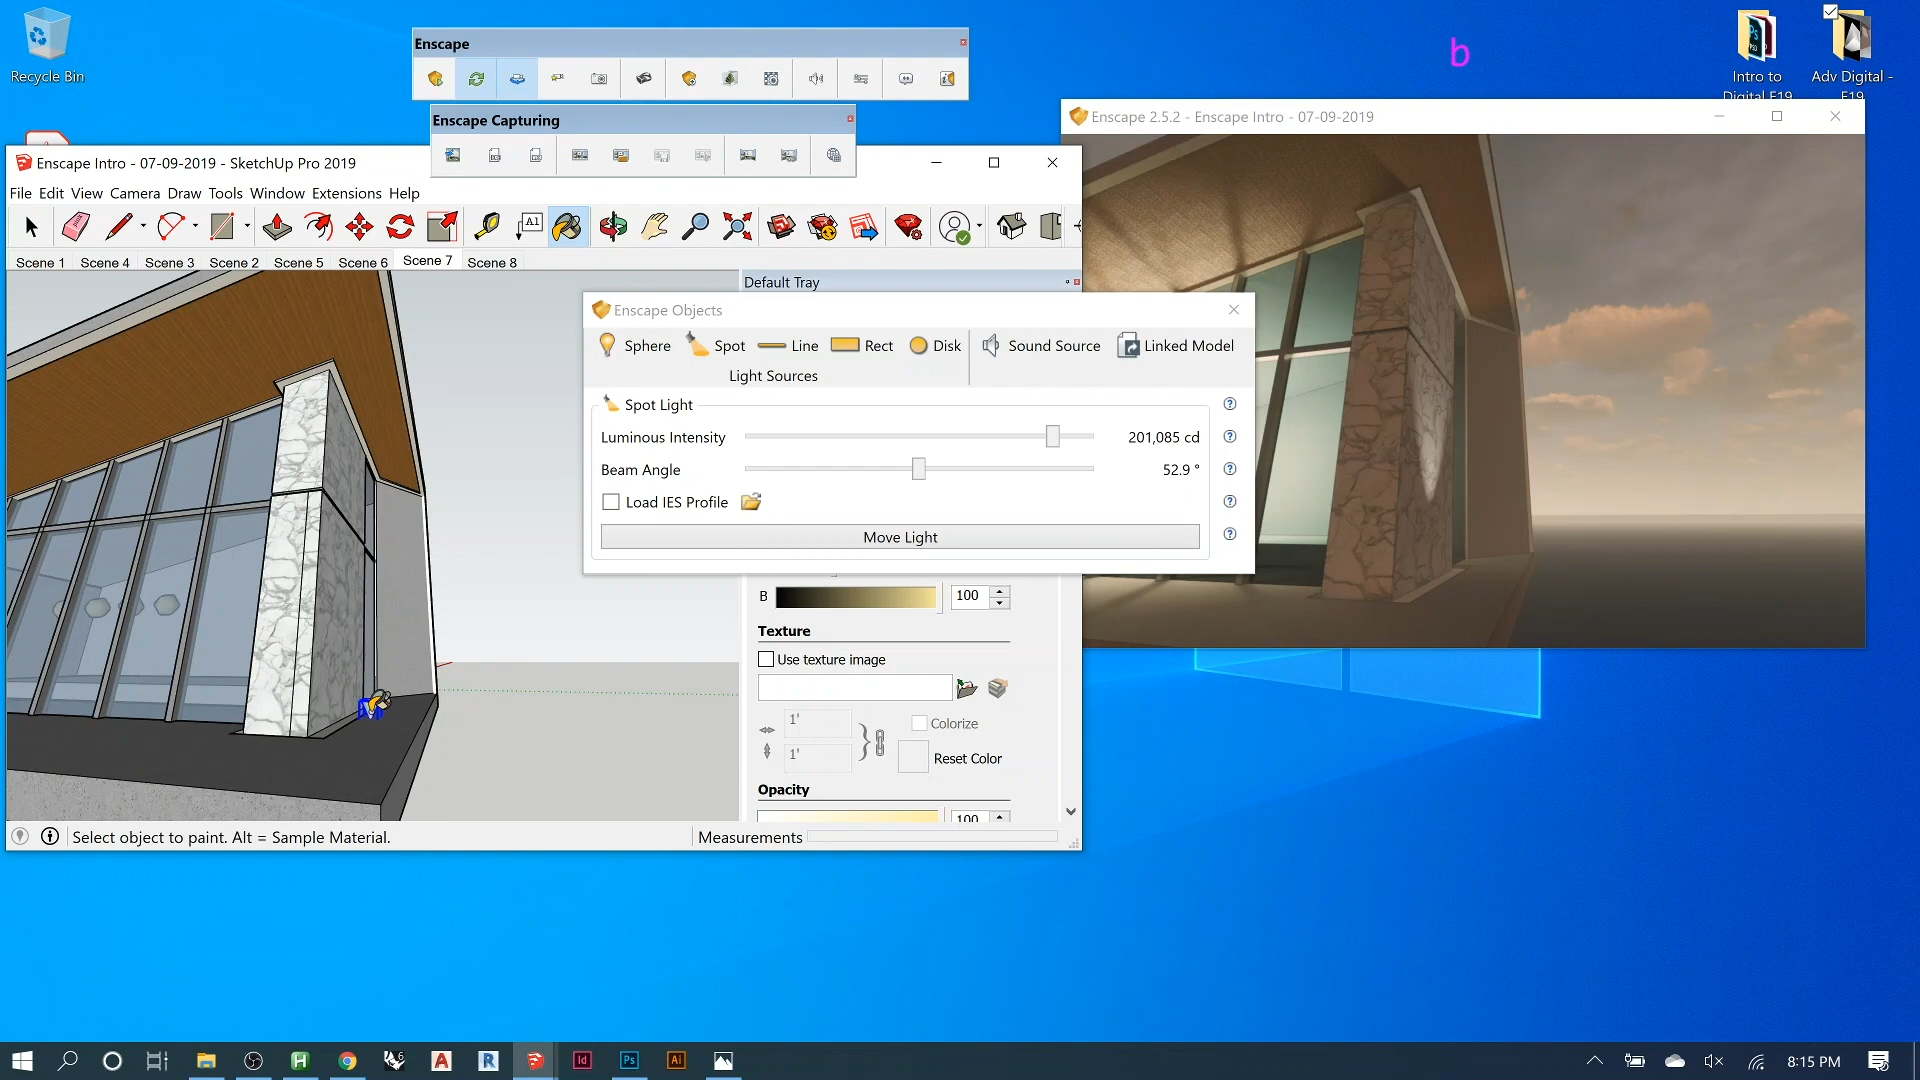 Recycle Bin
Enscape
b
Intro to
Digital F19
Adv Digital -
F19
Enscape Capturing
Enscape 2.5.2 - Enscape Intro - 07-09-2019
Enscape Intro - 07-09-2019 - SketchUp Pro 2019
File Edit View Camera Draw Tools Window Extensions Help
A1
Scene 1 Scene 4 Scene 3 Scene 2 Scene 5 Scene 6 Scene 7 Scene 8
Default Tray
Enscape Objects
Sphere Spot Line Rect Disk Sound Source Linked Model
Light Sources
Spot Light
Luminous Intensity 201,085 cd
Beam Angle 52.9 °
Load IES Profile
Move Light
B 100
Texture
Use texture image
1'
Colorize
1'
Reset Color
Opacity
100
Select object to paint. Alt = Sample Material.
Measurements
H 6 A R Id Ps Ai
8:15 PM